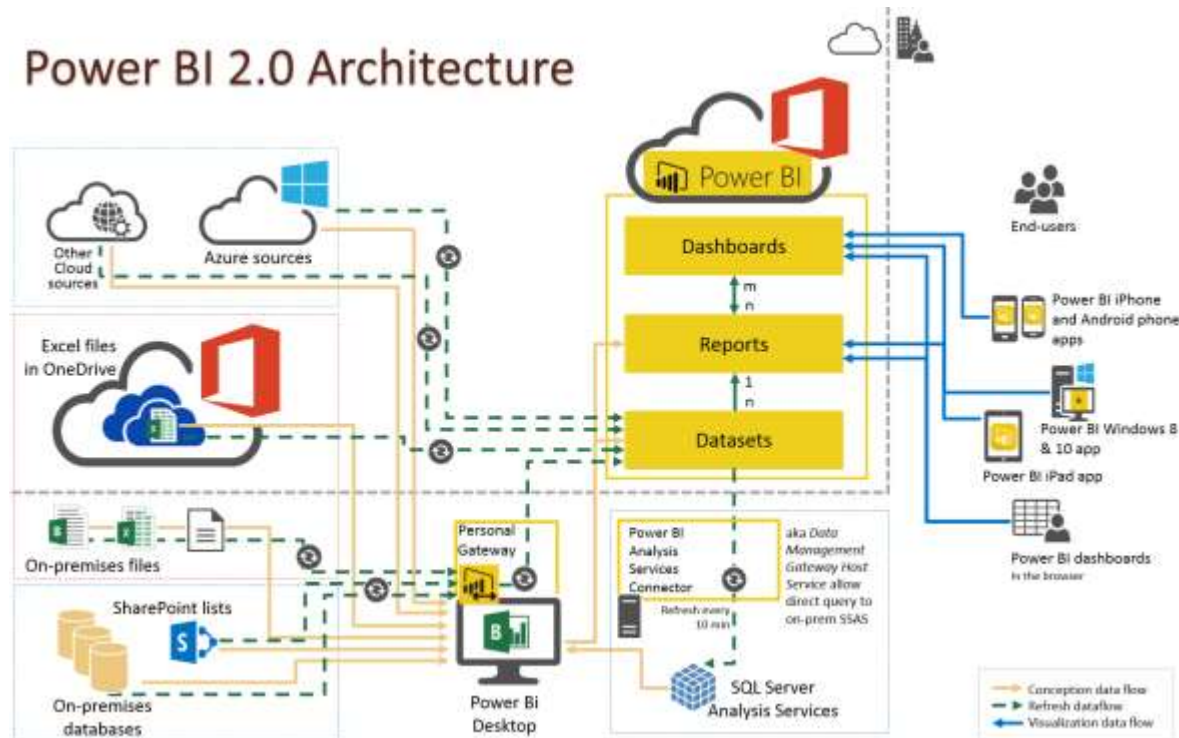 Power BI 2.0 Architecture
Power BI
Other
Cloud
sources
Azure sources
Dashboards
m
n
Reports
1
n
Datasets
End-users
Power BI iPhone
and Android phone
apps
Power BI Windows 8
& 10 app
Power BI iPad app
Power BI dashboards
In the browser
Excel files
in OneDrive
On-premises files
SharePoint lists
S
On-premises
databases
Personal
Gateway
B
Power Bi
Desktop
Power BI
Analysis
Services
Connector
aka Data
Management
Gateway Host
Service allow
direct query to
on-prem SSAS
Refresh every
10 min
SQL Server
Analysis Services
Conception data flow
Refresh dataflow
Visualization data flow